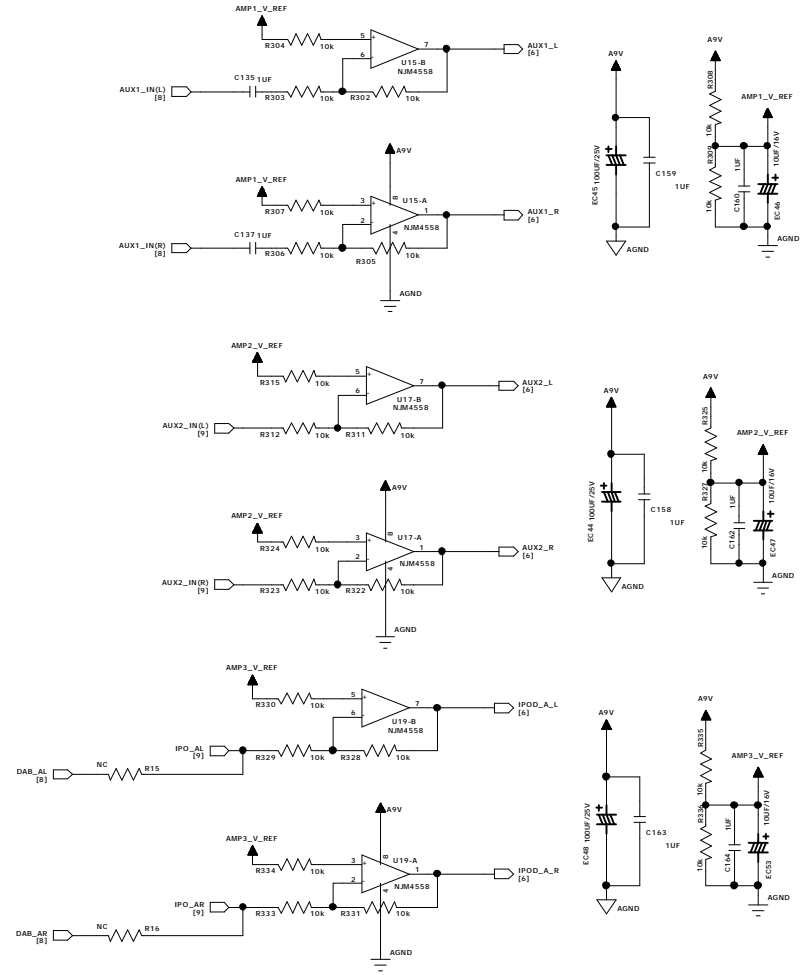 AMP1_V_REF
R304
10k
5
+
6
-
7
U15-B
NJM4558
AUX1_L
[6]
AUX1_IN(L)
[8]
C135 1UF
R303
10k
R302
10k
A9V
AMP1_V_REF
R307
10k
3
+
2
-
8
4
1
U15-A
NJM4558
AUX1_R
[6]
AUX1_IN(R)
[8]
C137 1UF
R306
10k
R305
10k
AGND
A9V
EC45 100UF/25V
+
C159
1UF
AGND
A9V
R308
10k
AMP1_V_REF
R309
10k
1UF
C160
10UF/16V
+
EC46
AGND
AMP2_V_REF
R315
10k
5
+
6
-
7
U17-B
NJM4558
AUX2_L
[6]
AUX2_IN(L)
[9]
R312
10k
R311
10k
A9V
AMP2_V_REF
R324
10k
3
+
2
-
8
4
1
U17-A
NJM4558
AUX2_R
[6]
AUX2_IN(R)
[9]
R323
10k
R322
10k
AGND
A9V
EC44 100UF/25V
+
C158
1UF
AGND
A9V
R325
10k
AMP2_V_REF
R327
10k
1UF
C162
10UF/16V
+
EC47
AGND
AMP3_V_REF
R330
10k
5
+
6
-
7
U19-B
NJM4558
IPOD_A_L
[6]
IPO_AL
[9]
R329
10k
R328
10k
DAB_AL
[8]
NC
R15
A9V
AMP3_V_REF
R334
10k
3
+
2
-
8
4
1
U19-A
NJM4558
IPOD_A_R
[6]
IPO_AR
[9]
R333
10k
R331
10k
DAB_AR
[8]
NC
R16
AGND
A9V
EC48 100UF/25V
+
C163
1UF
AGND
A9V
R335
10k
AMP3_V_REF
R336
10k
1UF
C164
10UF/16V
+
EC53
AGND